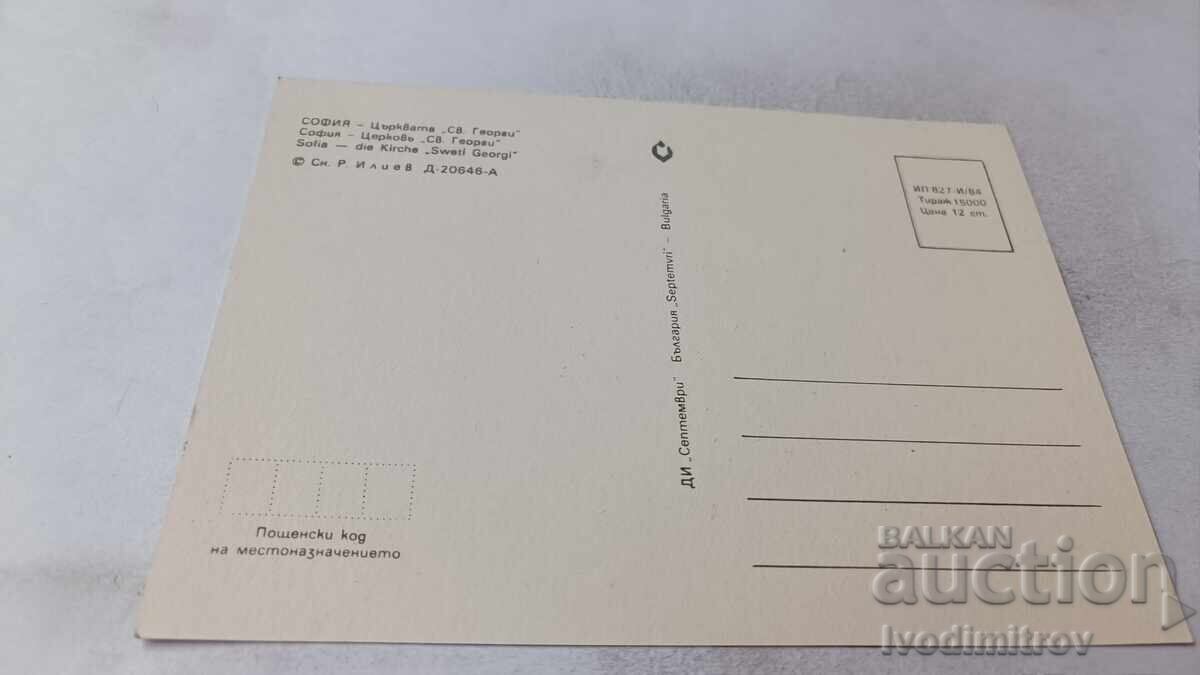 СОФИЯ – Църквата „Св. Георги“
София – Церковь „Св. Георги“
Sofia — die Kirche „Sweti Georgi“
© Сн. Р. Илиев Д-20646-А
ДИ „Септември“ България „Septemvri“ – Bulgaria
ИП 827-И/84
Тираж 15000
Цена 12 ст.
Пощенски код
на местоназначението
BALKAN
auction
Ivodimitrov